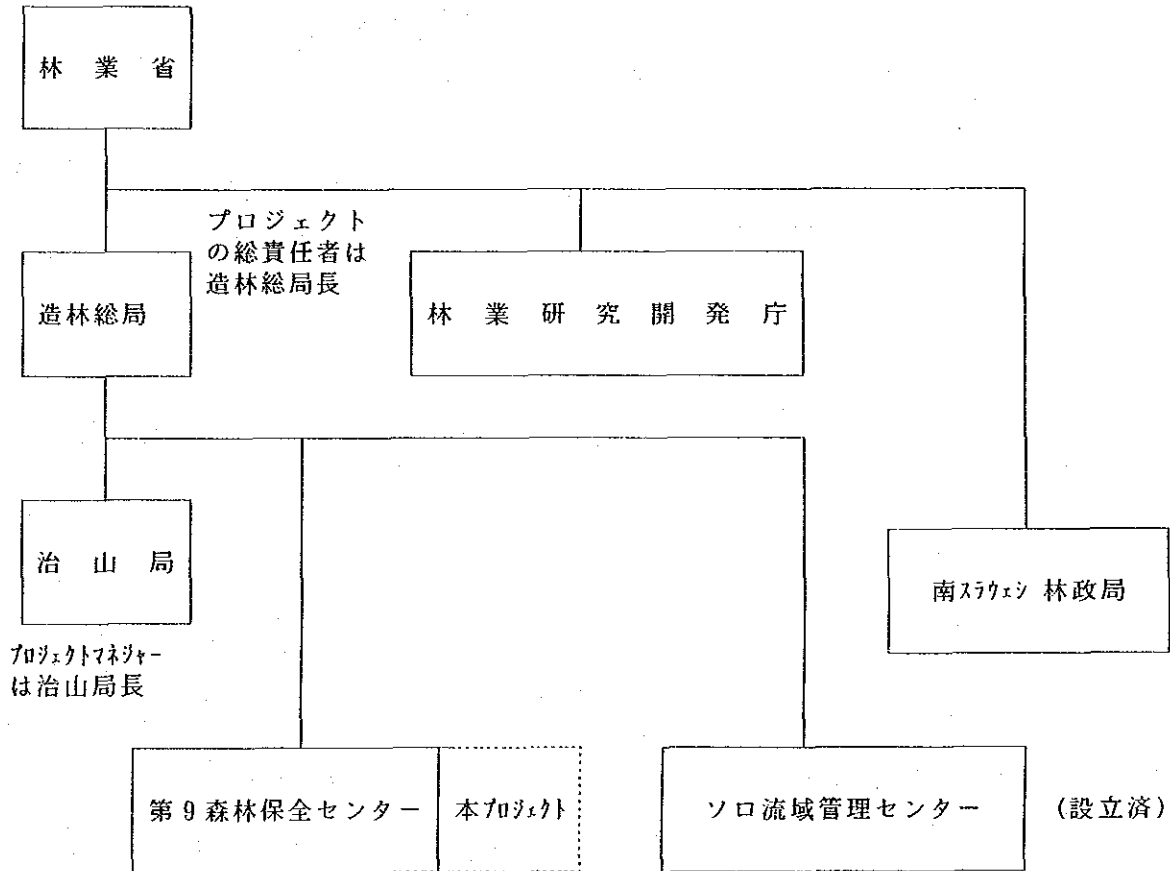 林業省
プロジェクト
の総責任者は
造林総局長
造林総局
林業研究開発庁
治山局
南スラウェシ 林政局
プロジェクトマネジャー
は治山局長
第9森林保全センター
本プロジェクト
ソロ流域管理センター
(設立済)